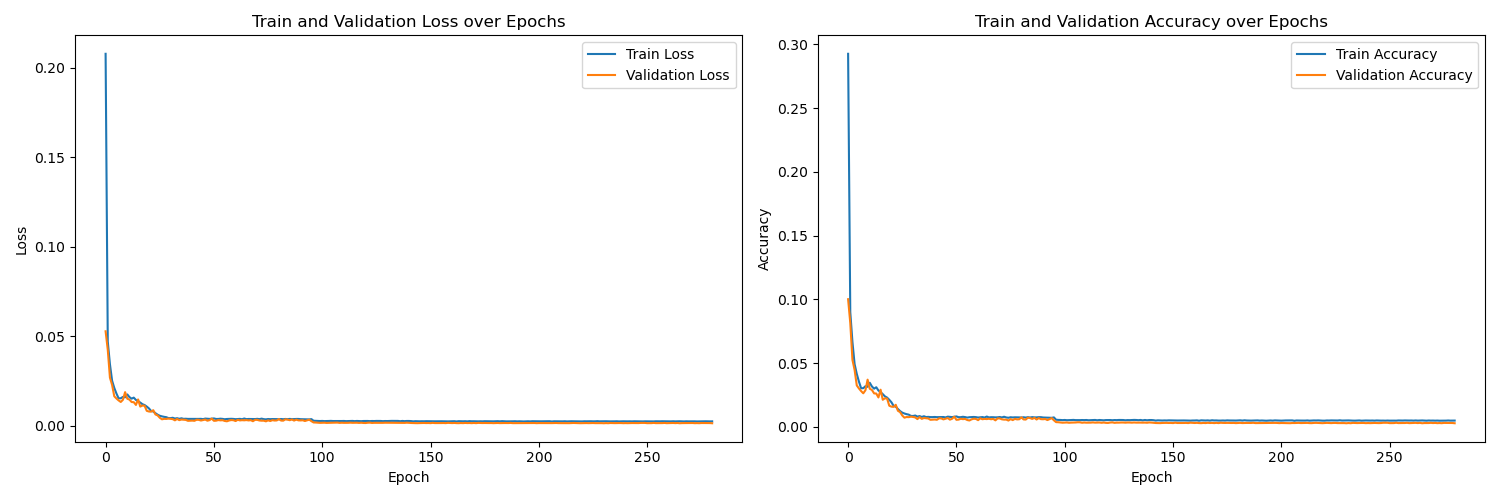 Train and Validation Loss over Epochs
Train Loss
Validation Loss
0.20
0.15
0.10
0.05
0.00
Loss
0
50
100
150
200
250
Epoch
Train and Validation Accuracy over Epochs
Train Accuracy
Validation Accuracy
0.30
0.25
0.20
0.15
0.10
0.05
0.00
Accuracy
0
50
100
150
200
250
Epoch